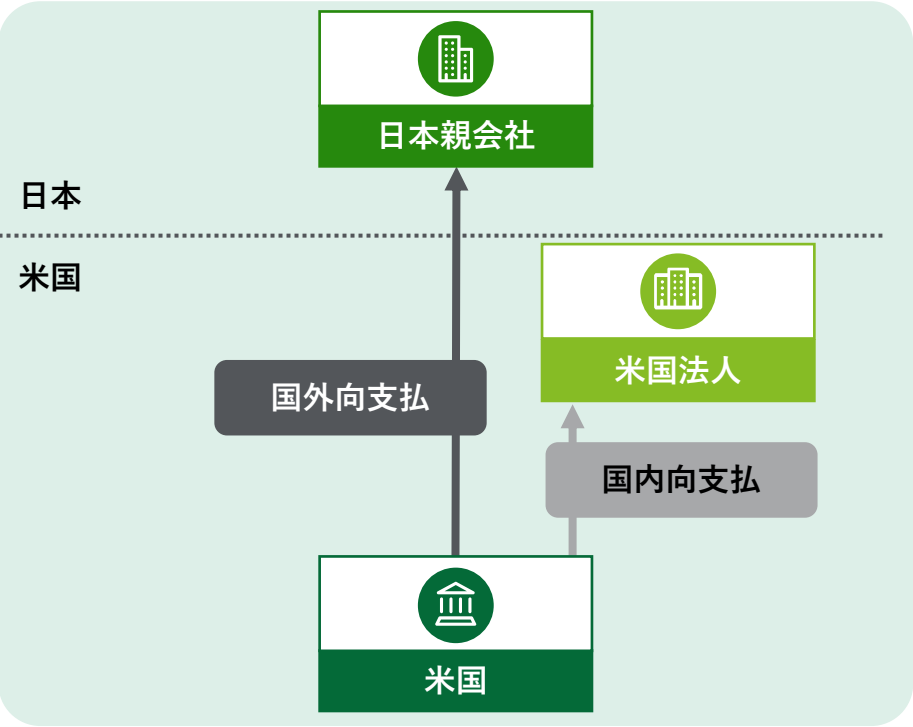 日本親会社
日本
米国
米国法人
国外向支払
国内向支払
米国